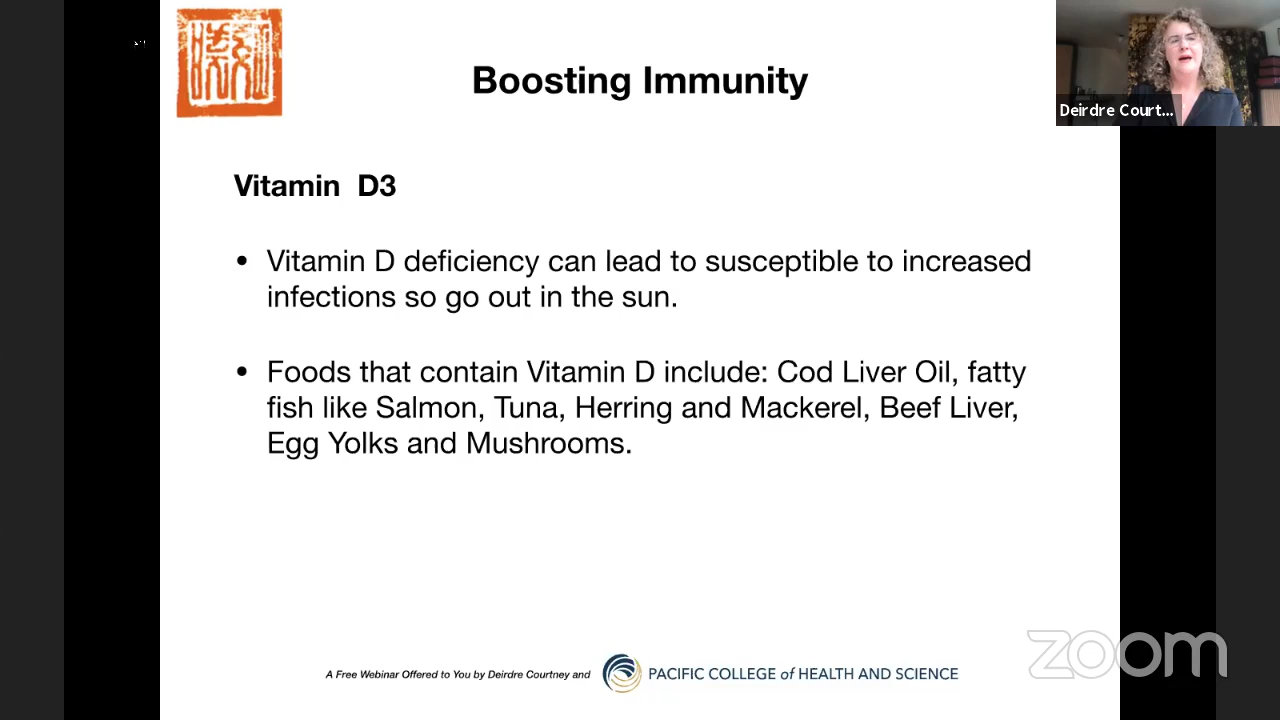 Boosting Immunity
Deirdre Court...
Vitamin D3
• Vitamin D deficiency can lead to susceptible to increased
infections so go out in the sun.
• Foods that contain Vitamin D include: Cod Liver Oil, fatty
fish like Salmon, Tuna, Herring and Mackerel, Beef Liver,
Egg Yolks and Mushrooms.
zoom
A Free Webinar Offered to You by Deirdre Courtney and
PACIFIC COLLEGE of HEALTH AND SCIENCE